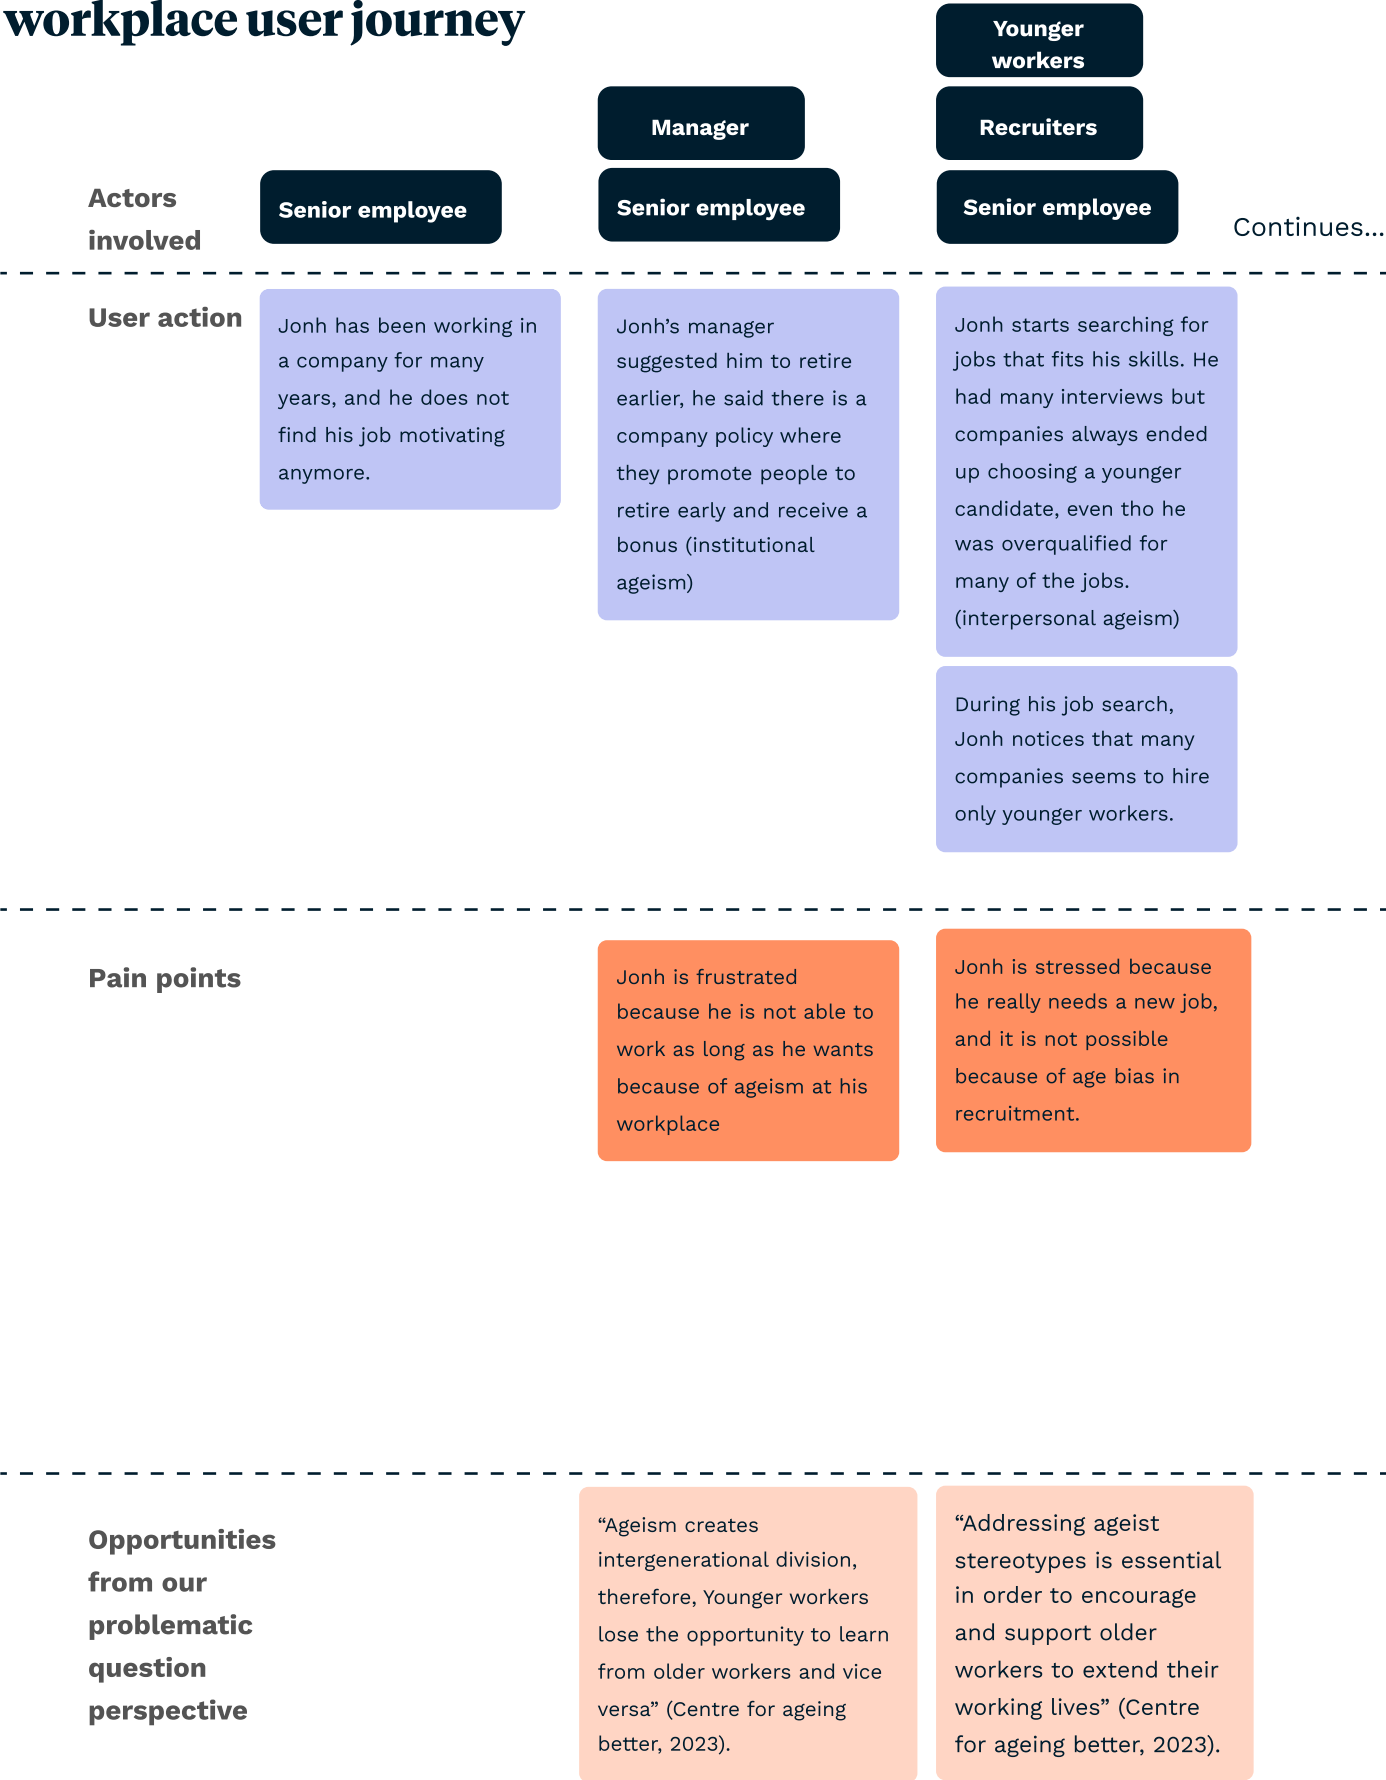 workplace user journey
Younger
workers
Manager
Recruiters
Actors
involved
Senior employee
Senior employee
Senior employee
Continues...
User action
Jonh has been working in
a company for many
years, and he does not
find his job motivating
anymore.
Jonh’s manager
suggested him to retire
earlier, he said there is a
company policy where
they promote people to
retire early and receive a
bonus (institutional
ageism)
Jonh starts searching for
jobs that fits his skills. He
had many interviews but
companies always ended
up choosing a younger
candidate, even tho he
was overqualified for
many of the jobs.
(interpersonal ageism)
During his job search,
Jonh notices that many
companies seems to hire
only younger workers.
Pain points
Jonh is frustrated
because he is not able to
work as long as he wants
because of ageism at his
workplace
Jonh is stressed because
he really needs a new job,
and it is not possible
because of age bias in
recruitment.
Opportunities
from our
problematic
question
perspective
“Ageism creates
intergenerational division,
therefore, Younger workers
lose the opportunity to learn
from older workers and vice
versa” (Centre for ageing
better, 2023).
“Addressing ageist
stereotypes is essential
in order to encourage
and support older
workers to extend their
working lives” (Centre
for ageing better, 2023).